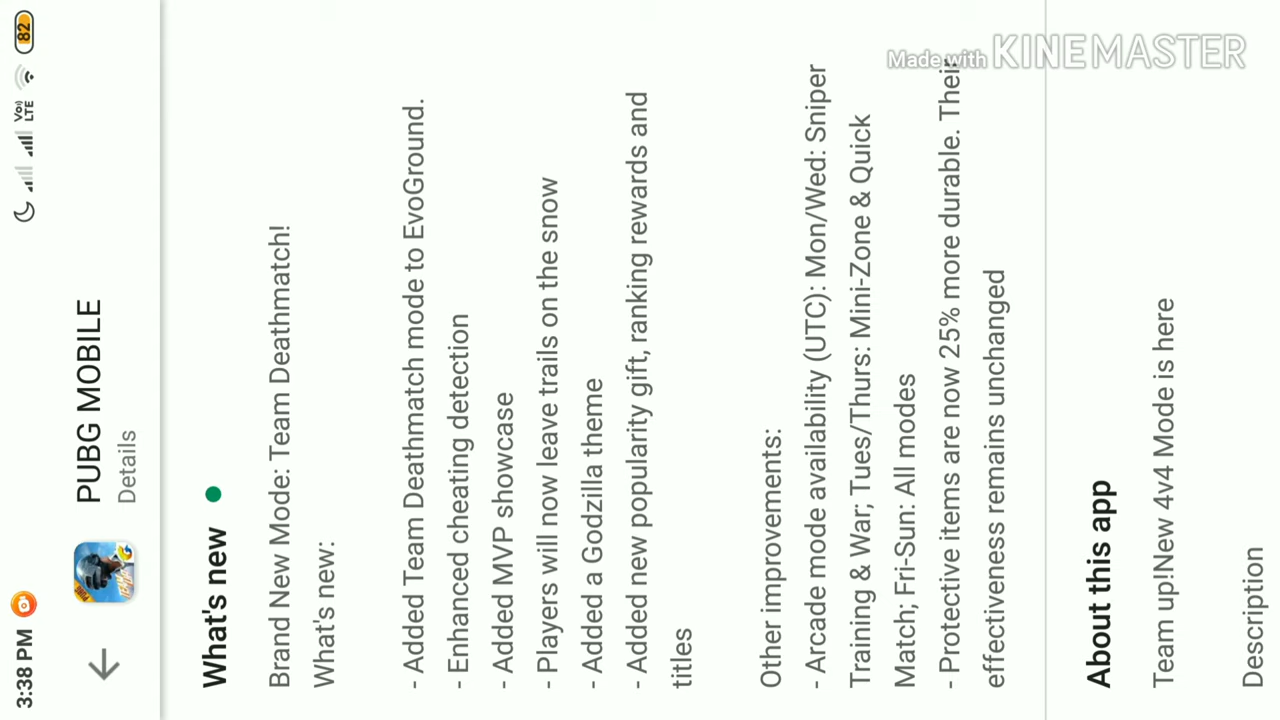 3:38 PM
Vo) LTE
82
PUBG MOBILE
Details
What's new
Brand New Mode: Team Deathmatch!
What's new:
- Added Team Deathmatch mode to EvoGround.
- Enhanced cheating detection
- Added MVP showcase
- Players will now leave trails on the snow
- Added a Godzilla theme
- Added new popularity gift, ranking rewards and
titles
Other improvements:
- Arcade mode availability (UTC): Mon/Wed: Sniper
Training & War; Tues/Thurs: Mini-Zone & Quick
Match; Fri-Sun: All modes
- Protective items are now 25% more durable. Their
effectiveness remains unchanged
About this app
Team up!New 4v4 Mode is here
Description
Made with KINEMASTER